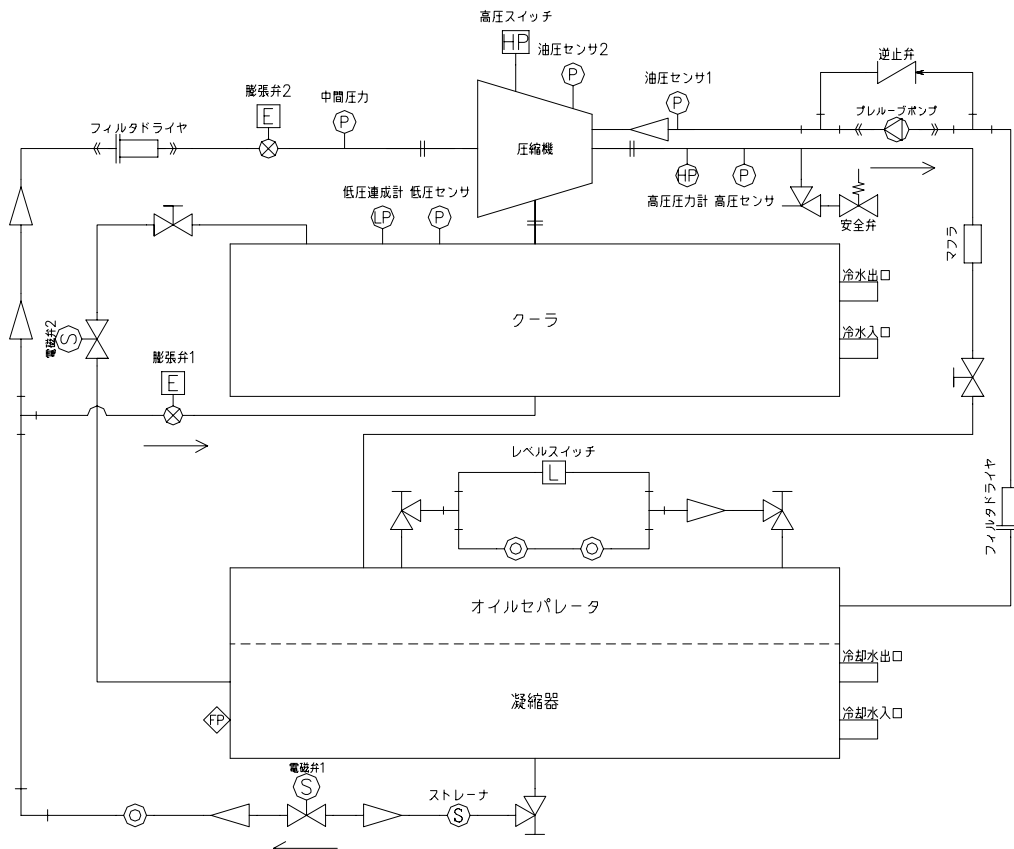 高圧スイッチ
HP
油圧センサ2
P
逆止弁
油圧センサ1
P
膨張弁2
E
中間圧力
P
プレルーブポンプ
フィルタドライヤ
圧縮機
低圧連成計
LP
低圧センサ
P
HP
高圧圧力計
P
高圧センサ
安全弁
マフラ
冷水出口
クーラ
冷水入口
電磁弁2
S
膨張弁1
E
レベルスイッチ
L
フィルタドライヤ
オイルセパレータ
冷却水出口
凝縮器
冷却水入口
FP
電磁弁1
S
ストレーナ
S